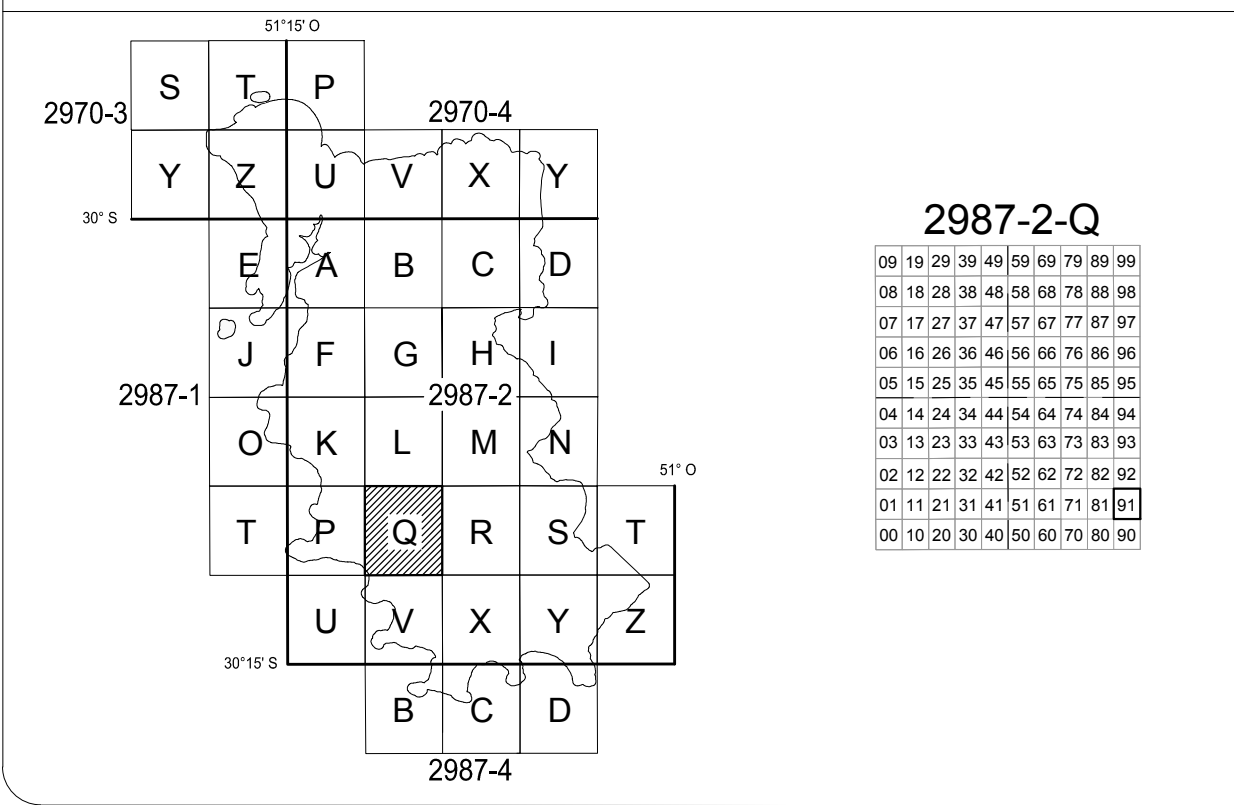 51°15' O
S T P
2970-3
2970-4
Y Z U V X Y
30° S
E A B C D
J F G H I
2987-1
2987-2
O K L M N
51° O
T P Q R S T
U V X Y Z
30°15' S
B C D
2987-4
2987-2-Q
09 19 29 39 49 59 69 79 89 99
08 18 28 38 48 58 68 78 88 98
07 17 27 37 47 57 67 77 87 97
06 16 26 36 46 56 66 76 86 96
05 15 25 35 45 55 65 75 85 95
04 14 24 34 44 54 64 74 84 94
03 13 23 33 43 53 63 73 83 93
02 12 22 32 42 52 62 72 82 92
01 11 21 31 41 51 61 71 81 91
00 10 20 30 40 50 60 70 80 90